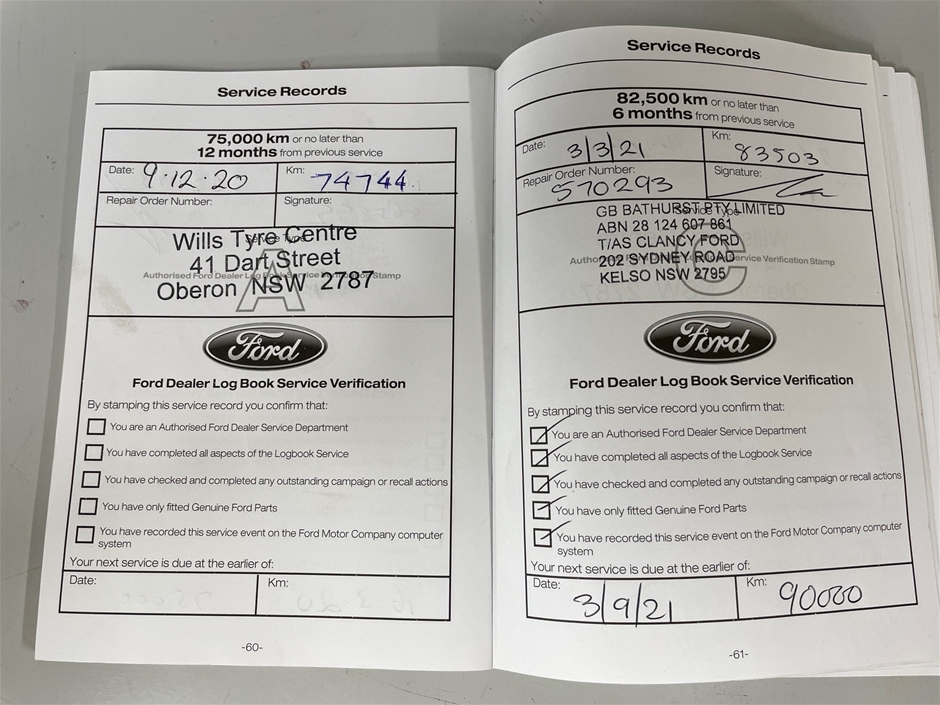 Service Records
75,000 km or no later than
12 months from previous service
Date: 9.12.20
Km: 74744
Repair Order Number:
Signature:
Service Type
Wills Tyre Centre
41 Dart Street
Authorised Ford Dealer Log Book Service Verification Stamp
A
Oberon NSW 2787
Ford
Ford Dealer Log Book Service Verification
By stamping this service record you confirm that:
You are an Authorised Ford Dealer Service Department
You have completed all aspects of the Logbook Service
You have checked and completed any outstanding campaign or recall actions
You have only fitted Genuine Ford Parts
You have recorded this service event on the Ford Motor Company computer
system
Your next service is due at the earlier of:
Date:
Km:
-60-
Service Records
82,500 km or no later than
6 months from previous service
Date: 3/3/21
Km: 83503
Repair Order Number: 570293
Signature:
GB BATHURST PTY LIMITED
Service Type
ABN 28 124 607 861
T/AS CLANCY FORD
C
202 SYDNEY ROAD
Service Verification Stamp
KELSO NSW 2795
Ford
Ford Dealer Log Book Service Verification
By stamping this service record you confirm that:
You are an Authorised Ford Dealer Service Department
You have completed all aspects of the Logbook Service
You have checked and completed any outstanding campaign or recall actions
You have only fitted Genuine Ford Parts
You have recorded this service event on the Ford Motor Company computer
system
Your next service is due at the earlier of:
Date: 3/9/21
Km: 90000
-61-